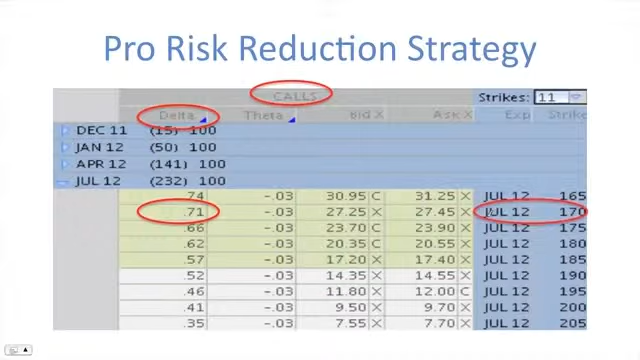 Pro Risk Reduction Strategy
CALLS Strikes: 11
Delta Theta Bid X Ask X Exp Strike
DEC 11 (15) 100
JAN 12 (50) 100
APR 12 (141) 100
JUL 12 (232) 100
.74 -.03 30.95 C 31.25 X JUL 12 165
.71 -.03 27.25 X 27.45 X JUL 12 170
.66 -.03 23.70 C 23.90 X JUL 12 175
.62 -.03 20.35 C 20.55 X JUL 12 180
.57 -.03 17.20 X 17.40 X JUL 12 185
.52 -.03 14.35 X 14.55 X JUL 12 190
.46 -.03 11.80 X 12.00 C JUL 12 195
.41 -.03 9.50 X 9.70 X JUL 12 200
.35 -.03 7.55 X 7.70 X JUL 12 205